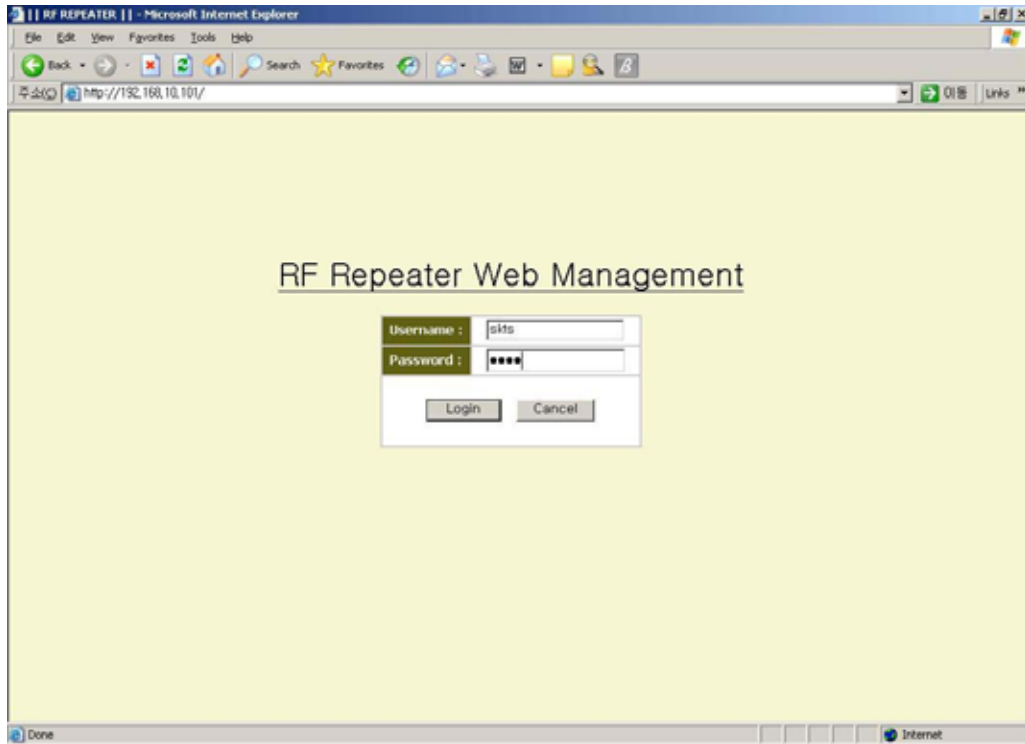 || RF REPEATER || - Microsoft Internet Explorer
File Edit View Favorites Tools Help
Back Search Favorites
주소(D) http://192.168.10.101/ 이동 Links »
RF Repeater Web Management
Username : skts
Password : ••••
Login Cancel
Done Internet